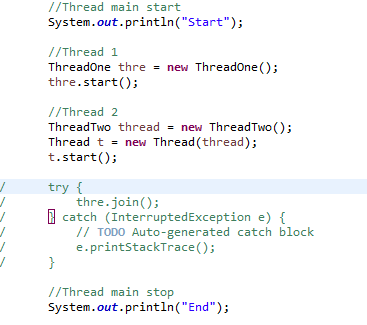 //Thread main start
System.out.println("Start");
//Thread 1
ThreadOne thre = new ThreadOne();
thre.start();
//Thread 2
ThreadTwo thread = new ThreadTwo();
Thread t = new Thread(thread);
t.start();
/ try {
/ thre.join();
/ } catch (InterruptedException e) {
/ // TODO Auto-generated catch block
/ e.printStackTrace();
/ }
//Thread main stop
System.out.println("End");